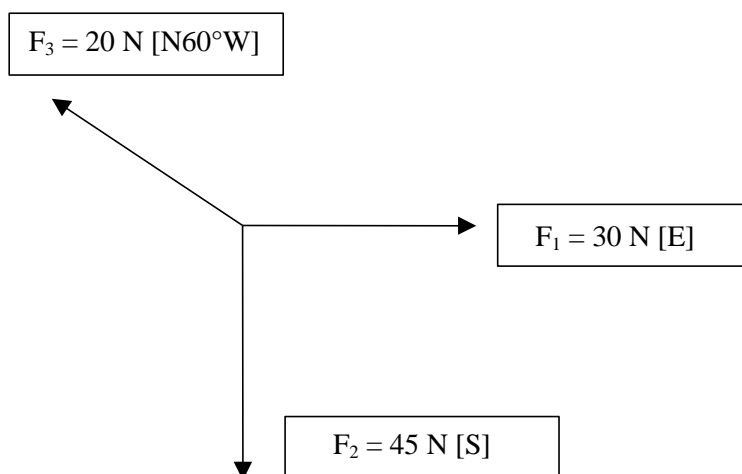 F₃ = 20 N [N60°W]
F₁ = 30 N [E]
F₂ = 45 N [S]